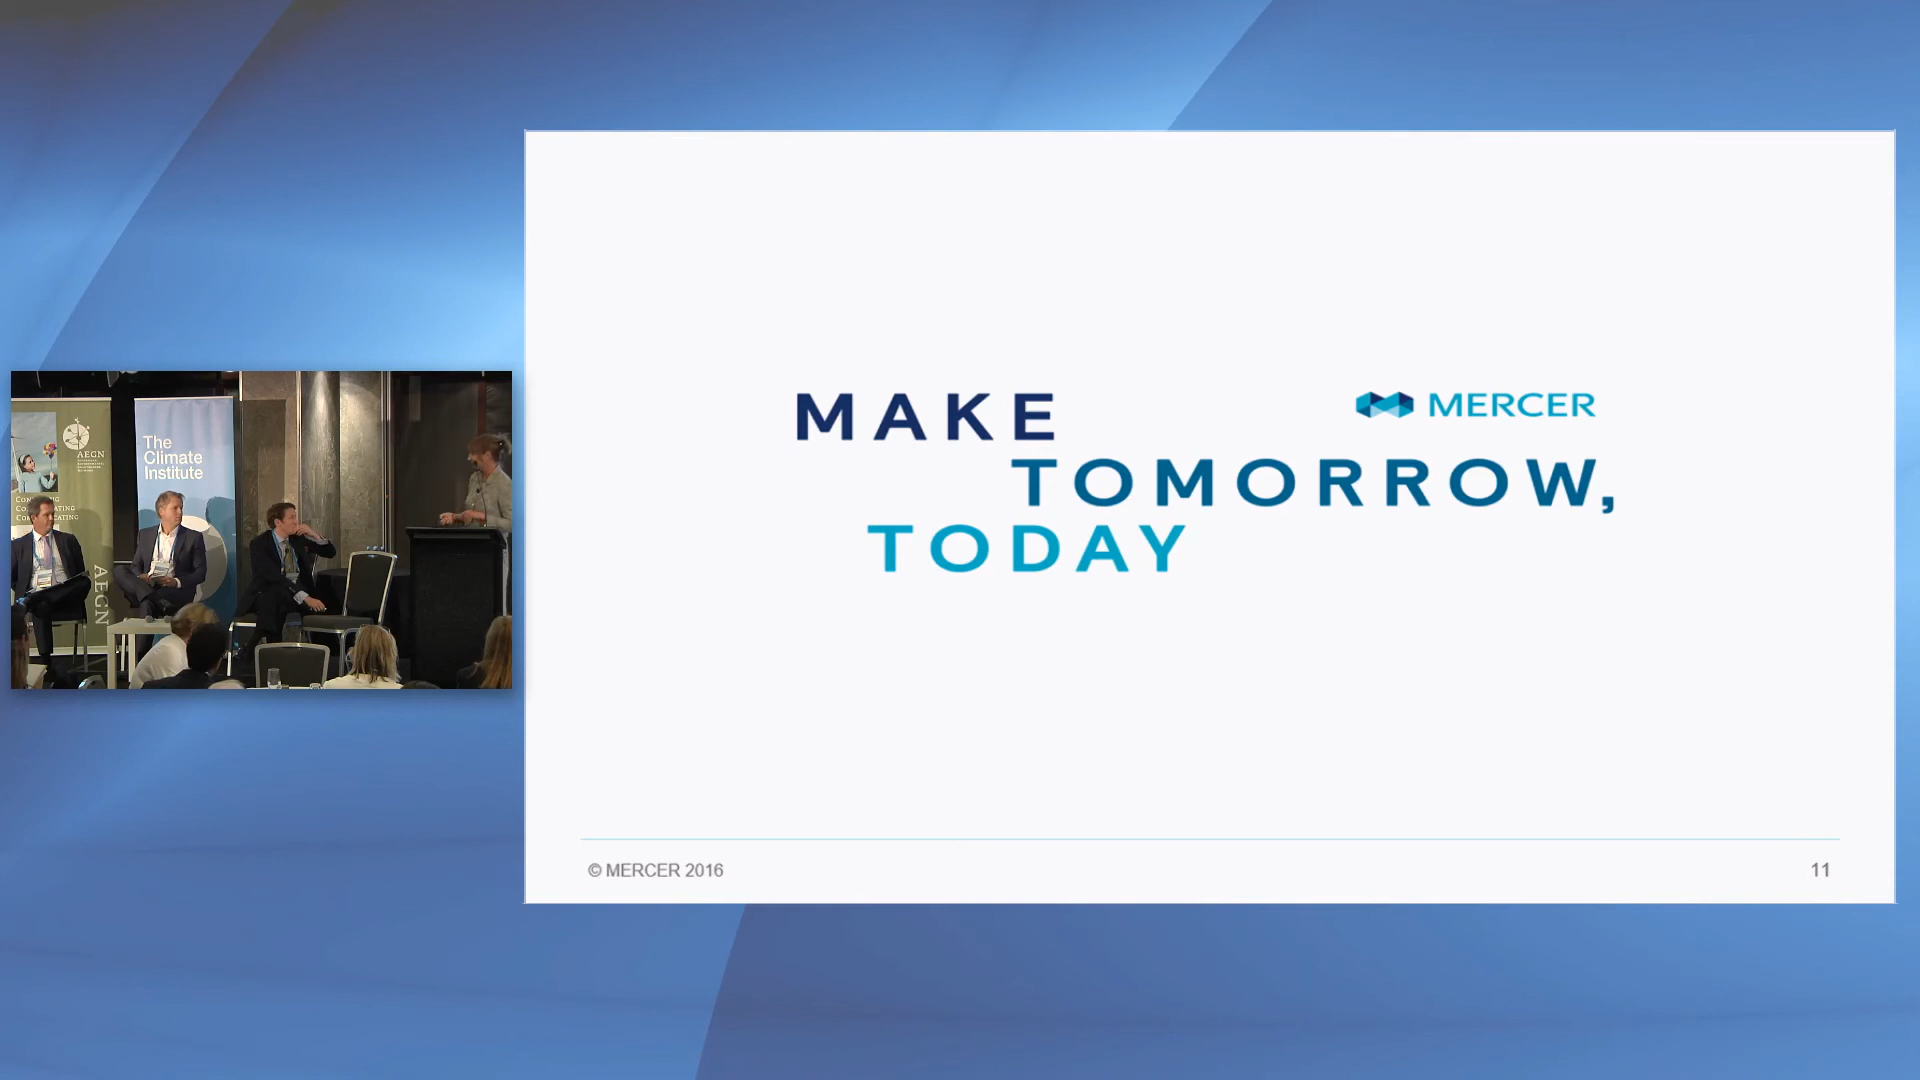 AEGN
The
Climate
Institute
AEGN
MAKE
MERCER
TOMORROW,
TODAY
© MERCER 2016
11